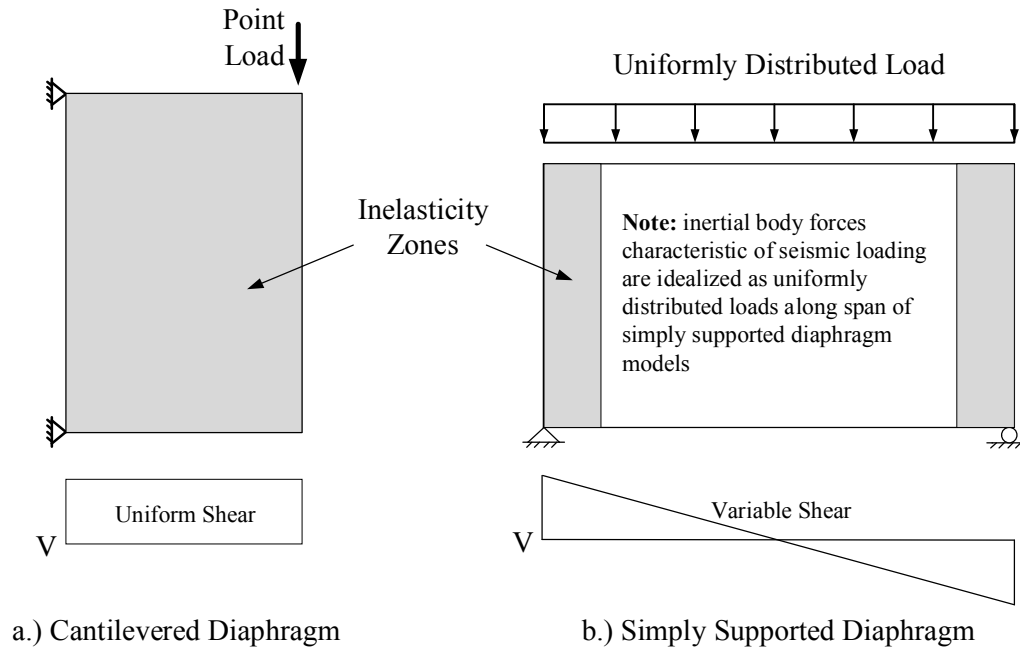 Point
Load
Uniformly Distributed Load
Inelasticity
Zones
Note: inertial body forces
characteristic of seismic loading
are idealized as uniformly
distributed loads along span of
simply supported diaphragm
models
Uniform Shear
V
Variable Shear
V
a.) Cantilevered Diaphragm
b.) Simply Supported Diaphragm